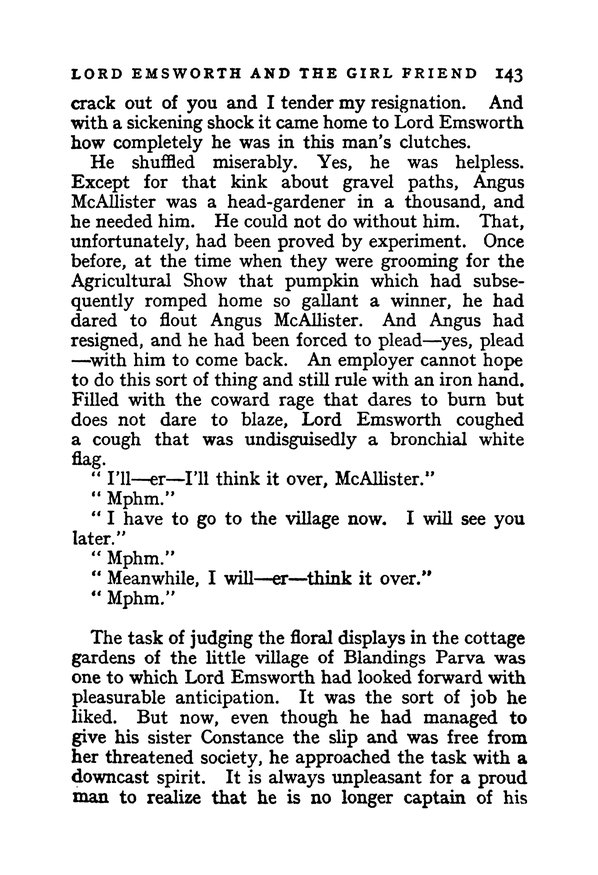 LORD EMSWORTH AND THE GIRL FRIEND 143
crack out of you and I tender my resignation. And
with a sickening shock it came home to Lord Emsworth
how completely he was in this man's clutches.
He shuffled miserably. Yes, he was helpless.
Except for that kink about gravel paths, Angus
McAllister was a head-gardener in a thousand, and
he needed him. He could not do without him. That,
unfortunately, had been proved by experiment. Once
before, at the time when they were grooming for the
Agricultural Show that pumpkin which had subse-
quently romped home so gallant a winner, he had
dared to flout Angus McAllister. And Angus had
resigned, and he had been forced to plead—yes, plead
—with him to come back. An employer cannot hope
to do this sort of thing and still rule with an iron hand.
Filled with the coward rage that dares to burn but
does not dare to blaze, Lord Emsworth coughed
a cough that was undisguisedly a bronchial white
flag.
" I'll—er—I'll think it over, McAllister."
" Mphm."
" I have to go to the village now. I will see you
later."
" Mphm."
" Meanwhile, I will—er—think it over."
" Mphm."
The task of judging the floral displays in the cottage
gardens of the little village of Blandings Parva was
one to which Lord Emsworth had looked forward with
pleasurable anticipation. It was the sort of job he
liked. But now, even though he had managed to
give his sister Constance the slip and was free from
her threatened society, he approached the task with a
downcast spirit. It is always unpleasant for a proud
man to realize that he is no longer captain of his